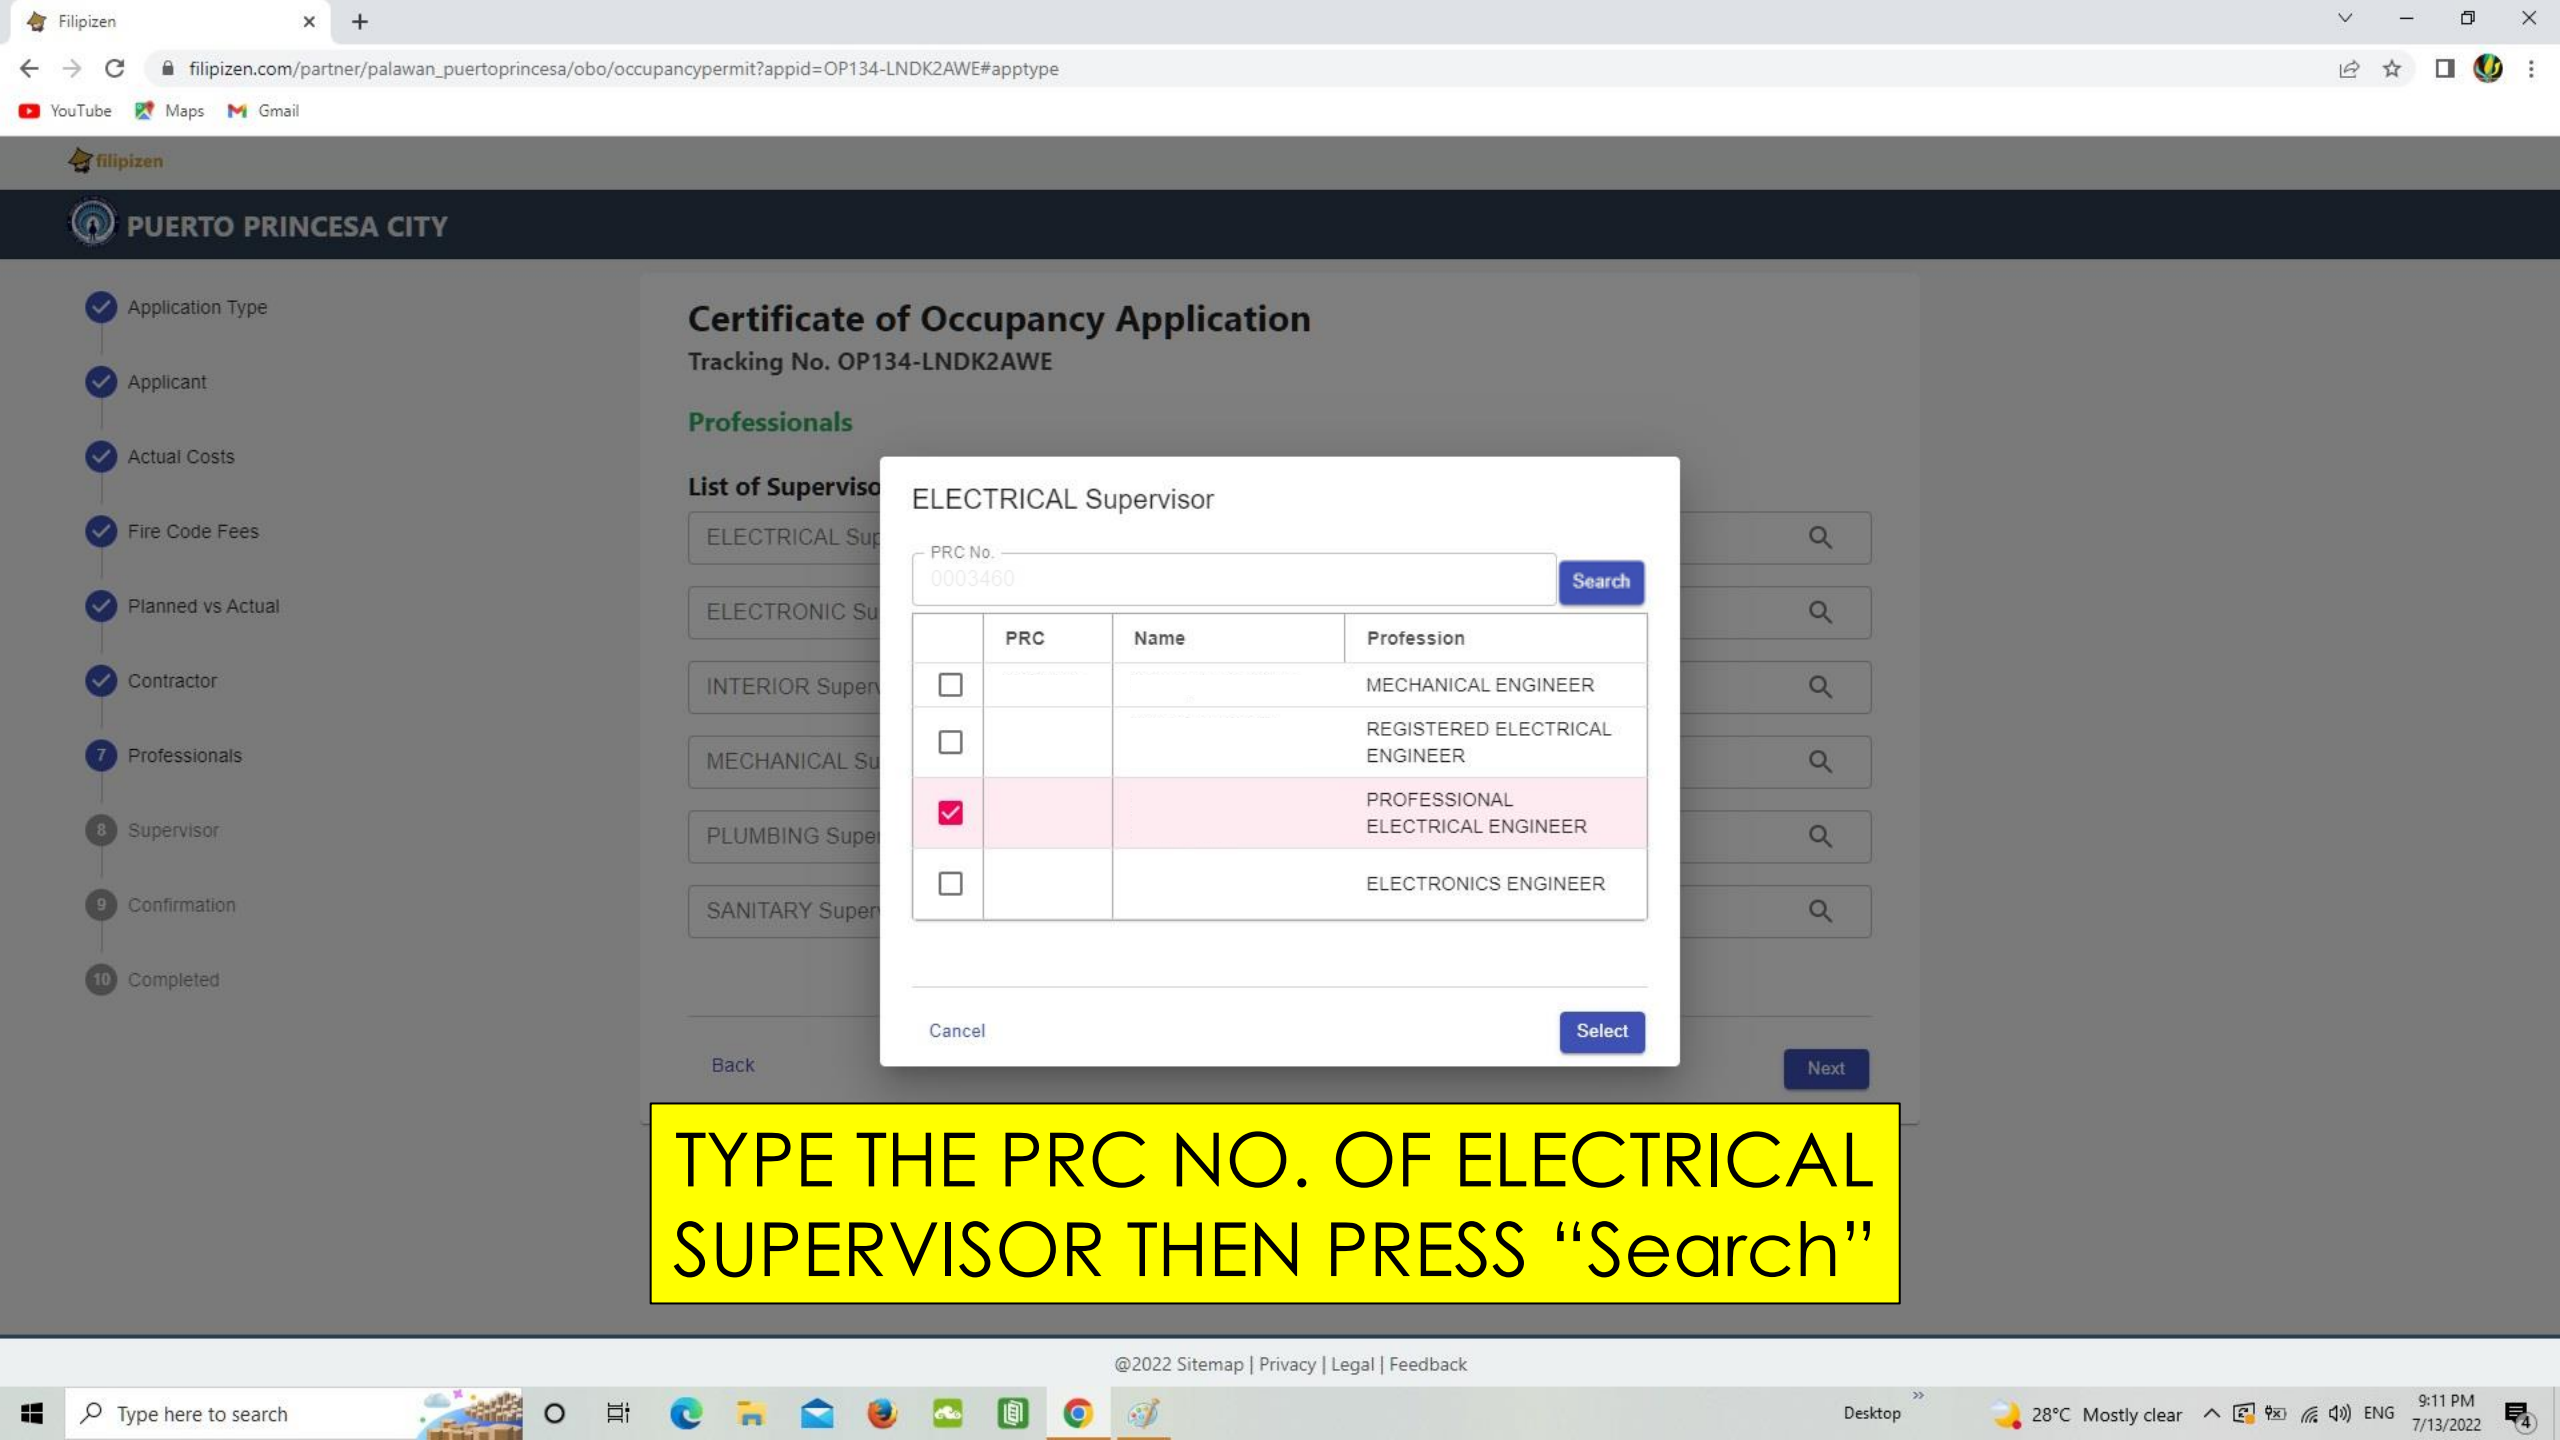 Filipizen
filipizen.com/partner/palawan_puertoprincesa/obo/occupancypermit?appid=OP134-LNDK2AWE#apptype
YouTube Maps Gmail
filipizen
PUERTO PRINCESA CITY
Application Type
Applicant
Actual Costs
Fire Code Fees
Planned vs Actual
Contractor
7 Professionals
8 Supervisor
9 Confirmation
10 Completed
Certificate of Occupancy Application
Tracking No. OP134-LNDK2AWE
Professionals
List of Superviso
ELECTRICAL Sup
ELECTRONIC Su
INTERIOR Superv
MECHANICAL Su
PLUMBING Super
SANITARY Superv
Back
Next
ELECTRICAL Supervisor
PRC No.
0003460
Search
PRC Name Profession
MECHANICAL ENGINEER
REGISTERED ELECTRICAL
ENGINEER
PROFESSIONAL
ELECTRICAL ENGINEER
ELECTRONICS ENGINEER
Cancel
Select
TYPE THE PRC NO. OF ELECTRICAL
SUPERVISOR THEN PRESS “Search”
@2022 Sitemap | Privacy | Legal | Feedback
Type here to search
Desktop
28°C Mostly clear
ENG
9:11 PM
7/13/2022
4